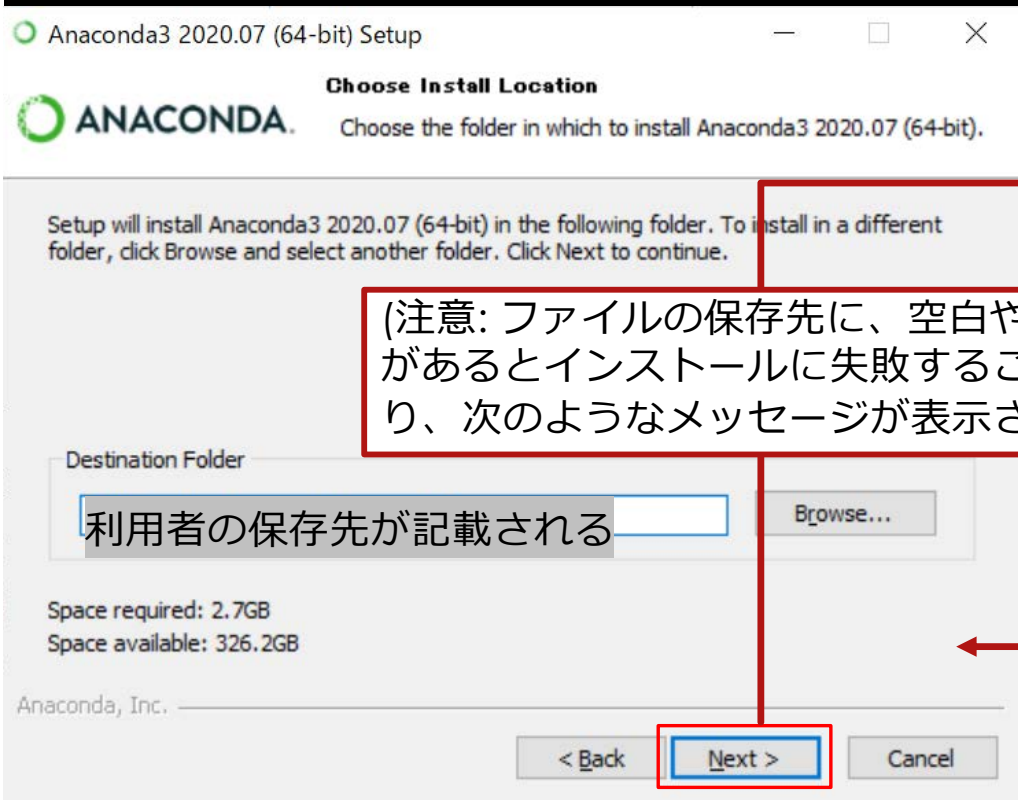 Anaconda3 2020.07 (64-bit) Setup
ANACONDA.
Choose Install Location
Choose the folder in which to install Anaconda3 2020.07 (64-bit).
Setup will install Anaconda3 2020.07 (64-bit) in the following folder. To install in a different
folder, click Browse and select another folder. Click Next to continue.
(注意: ファイルの保存先に、空白や
があるとインストールに失敗するこ
り、次のようなメッセージが表示さ
Destination Folder
利用者の保存先が記載される
Browse...
Space required: 2.7GB
Space available: 326.2GB
Anaconda, Inc.
< Back
Next >
Cancel